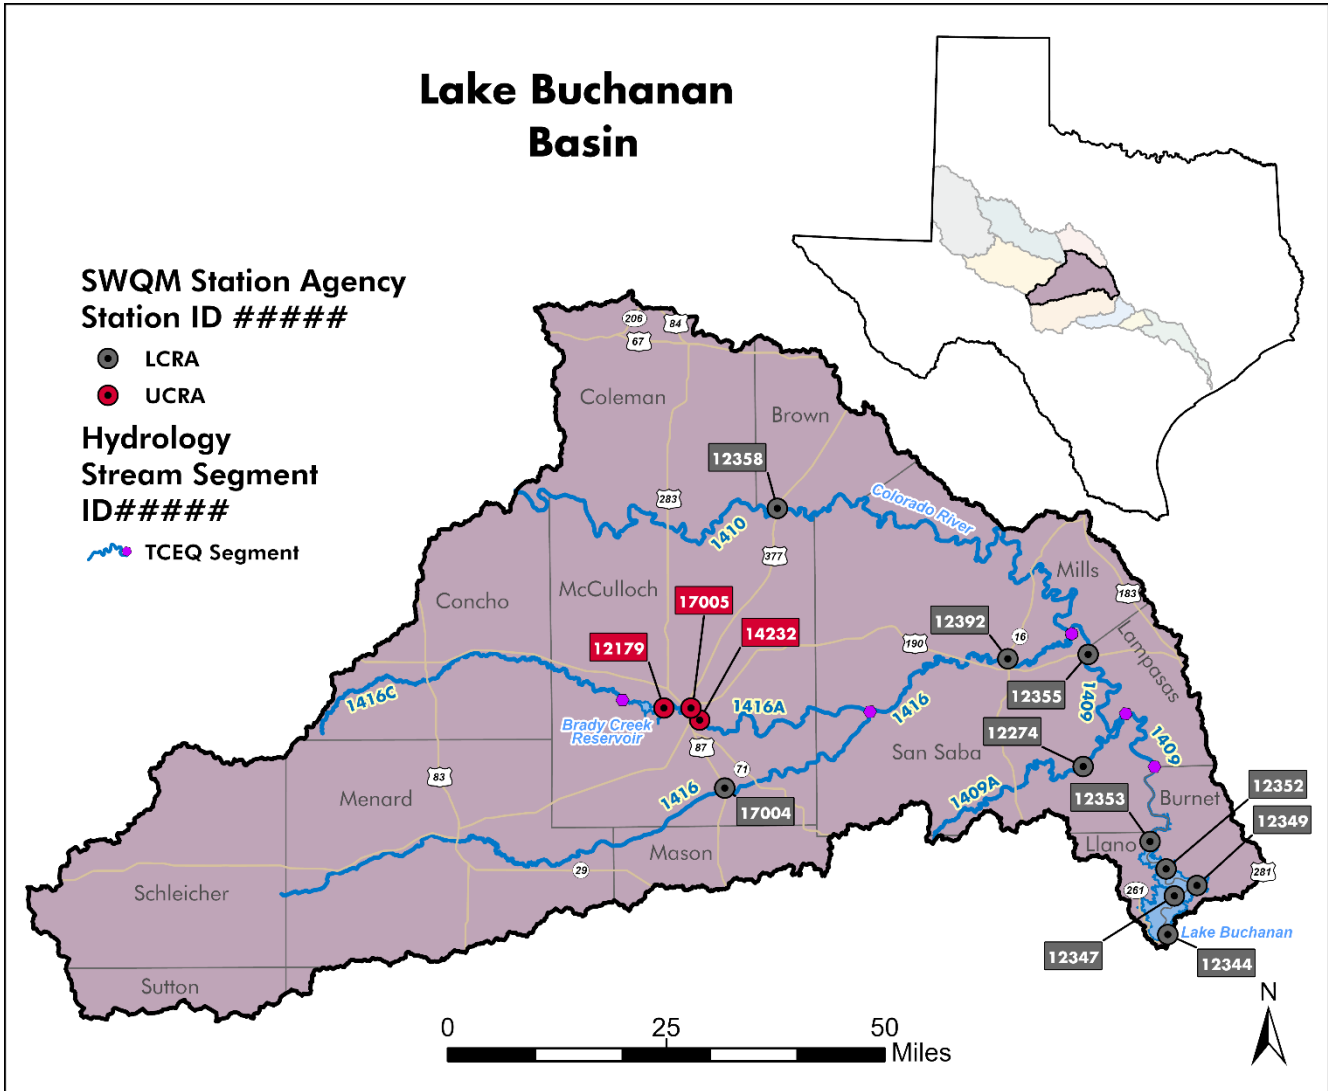 Lake Buchanan
Basin
SWQM Station Agency
Station ID #####
LCRA
UCRA
Hydrology
Stream Segment
ID#####
TCEQ Segment
206
84
67
Coleman
Brown
12358
283
Colorado River
1410
377
Mills
McCulloch
Concho
17005
183
12392
14232
16
12179
190
Lampasas
1416C
12355
1409
1416A
1416
Brady Creek
Reservoir
12274
1409
87
San Saba
71
83
1409A
12353
12352
Menard
1416
Burnet
17004
12349
Llano
Mason
29
281
Schleicher
261
Lake Buchanan
12347
12344
Sutton
N
0
25
50
Miles